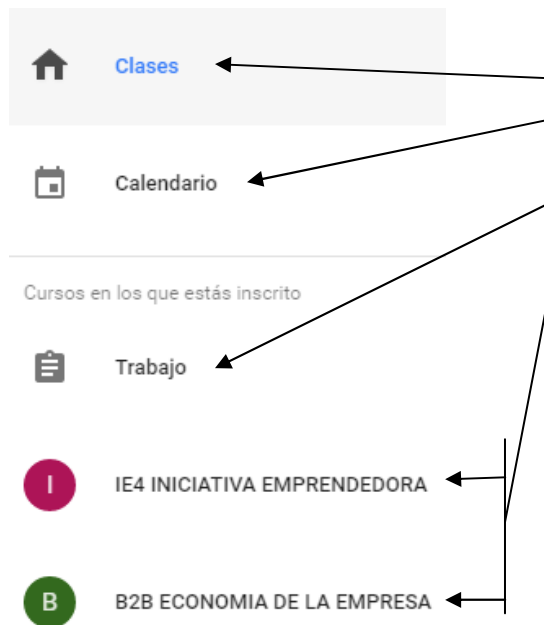 Clases
Calendario
Cursos en los que estás inscrito
Trabajo
I
IE4 INICIATIVA EMPRENDEDORA
B
B2B ECONOMIA DE LA EMPRESA